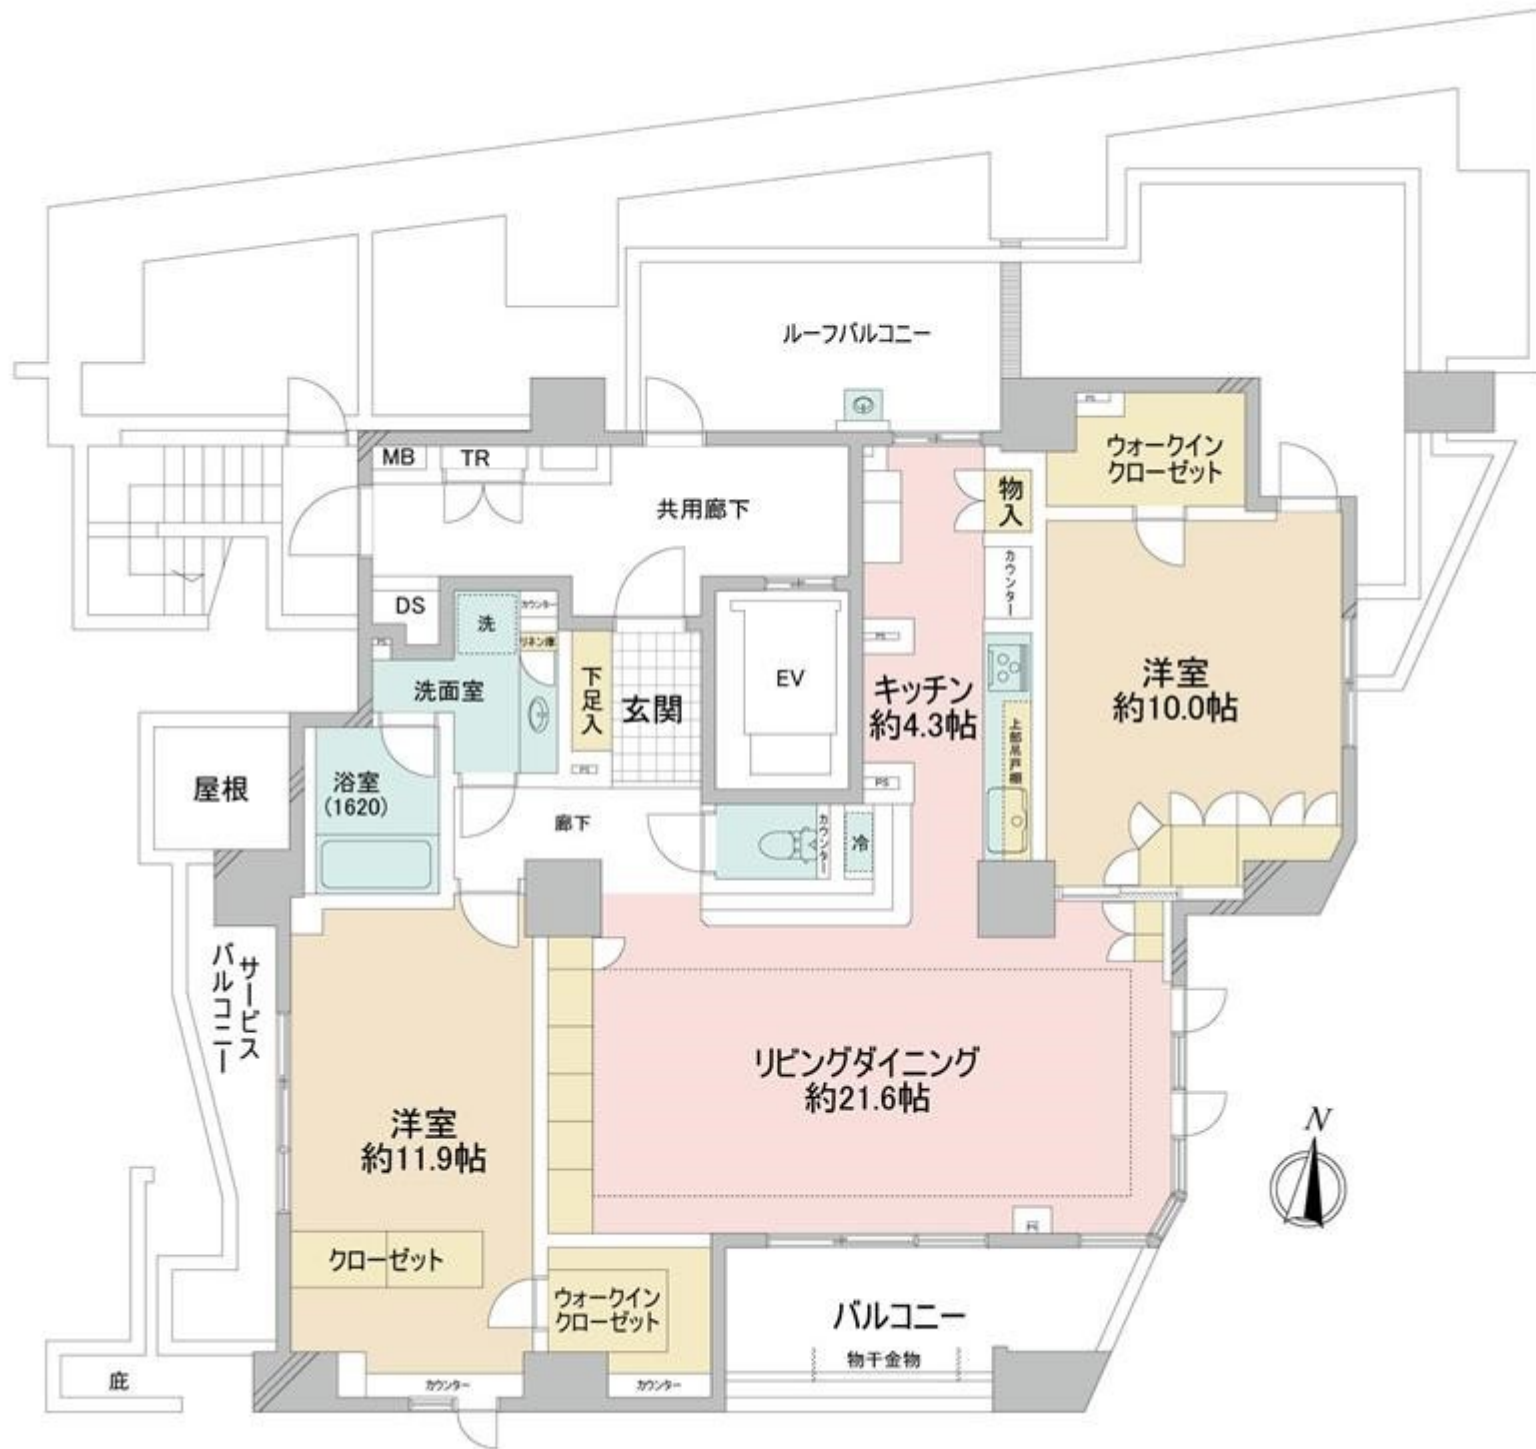 ルーフバルコニー
PS
ウォークイン
クローゼット
MB
TR
共用廊下
物入
カウンター
DS
洗
カウンター
リネン庫
PS
洗面室
下足入
玄関
PS
EV
PS
キッチン
約4.3帖
上部吊戸棚
洋室
約10.0帖
屋根
浴室
(1620)
廊下
カウンター
冷
PS
サービス
バルコニー
リビングダイニング
約21.6帖
洋室
約11.9帖
N
クローゼット
ウォークイン
クローゼット
バルコニー
物干金物
庇
カウンター
カウンター